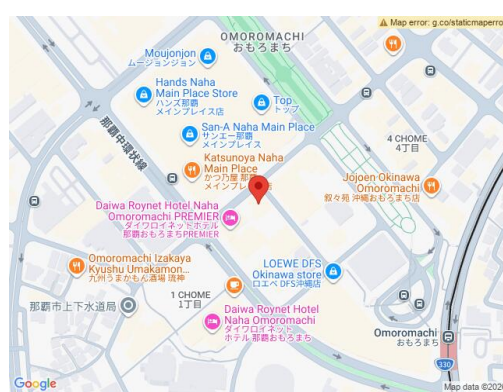 Map error: g.co/staticmaperro
OMOROMACHI
おもろまち
Moujonjon
ムージョンジョン
Hands Naha
Main Place Store
ハンズ那覇
メインプレイス店
Top
トップ
那覇中環状線
San-A Naha Main Place
サンエー那覇
メインプレイス
4 CHOME
4丁目
Katsunoya Naha
Main Place
かつ乃屋 那覇
メインプレイス店
Jojoen Okinawa
Omoromachi
叙々苑 沖縄おもろまち店
Daiwa Roynet Hotel Naha
Omoromachi PREMIER
ダイワロイネットホテル
那覇おもろまちPREMIER
Omoromachi Izakaya
Kyushu Umakamon...
九州うまかもん酒場 琉神
LOEWE DFS
Okinawa store
ロエベ DFS沖縄店
那覇市上下水道局
1 CHOME
1丁目
Daiwa Roynet Hotel
Naha Omoromachi
ダイワロイネット
ホテル 那覇おもろまち
Omoromachi
おもろまち
330
Google
Map data ©2026